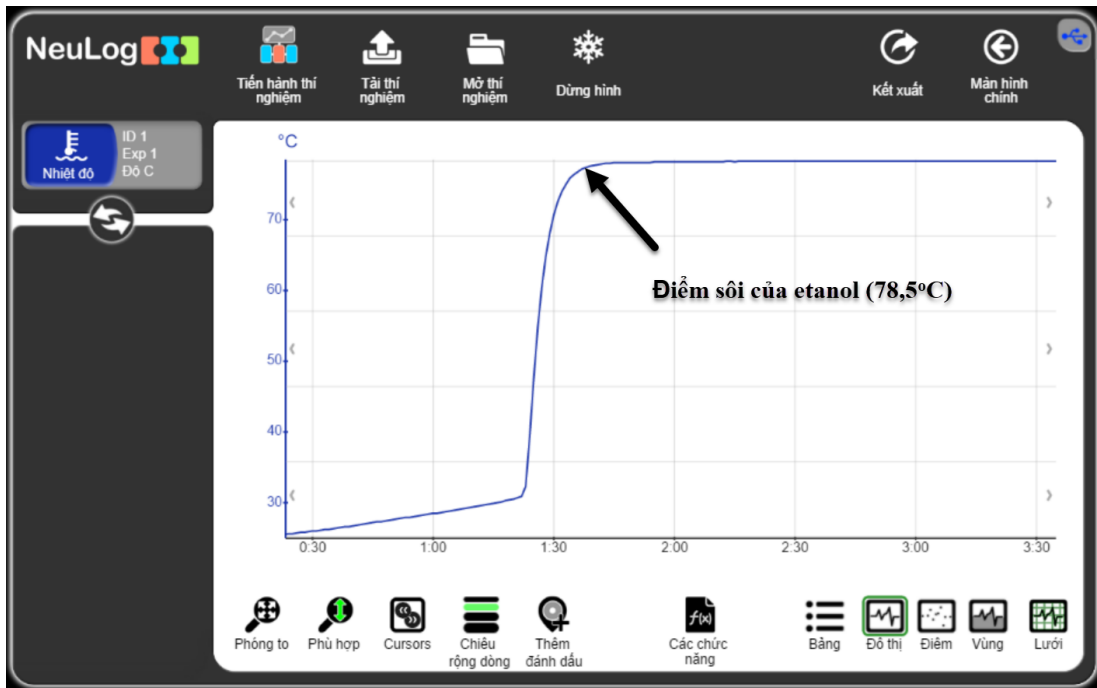 NeuLog
Tiến hành thí
nghiệm
Tải thí
nghiệm
Mở thí
nghiệm
Dừng hình
Kết xuất
Màn hình
chính
Nhiệt độ
ID 1
Exp 1
Độ C
°C
70
60
50
40
30
Điểm sôi của etanol (78,5°C)
0:30
1:00
1:30
2:00
2:30
3:00
3:30
Phóng to
Phù hợp
Cursors
Chiều
rộng dòng
Thêm
đánh dấu
f(x)
Các chức
năng
Bảng
Đồ thị
Điểm
Vùng
Lưới